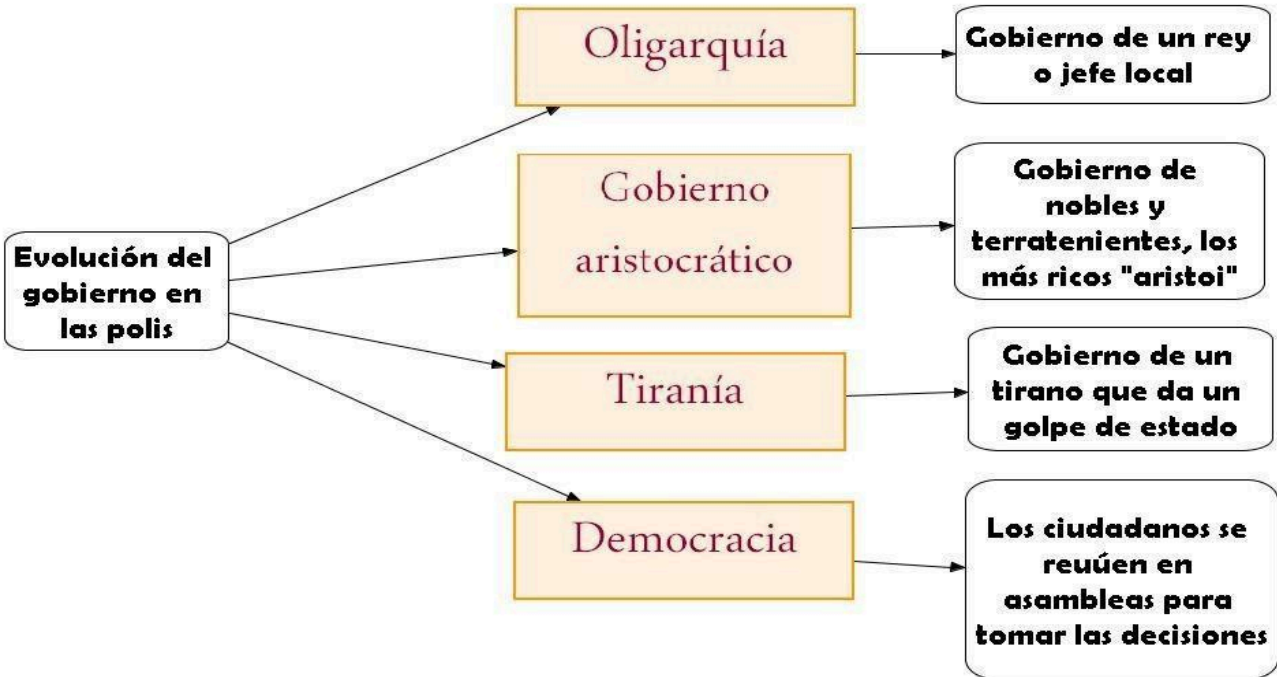 Evolución del
gobierno en
las polis
Oligarquía
Gobierno de un rey
o jefe local
Gobierno
aristocrático
Gobierno de
nobles y
terratenientes, los
más ricos "aristoi"
Tiranía
Gobierno de un
tirano que da un
golpe de estado
Democracia
Los ciudadanos se
reuúen en
asambleas para
tomar las decisiones